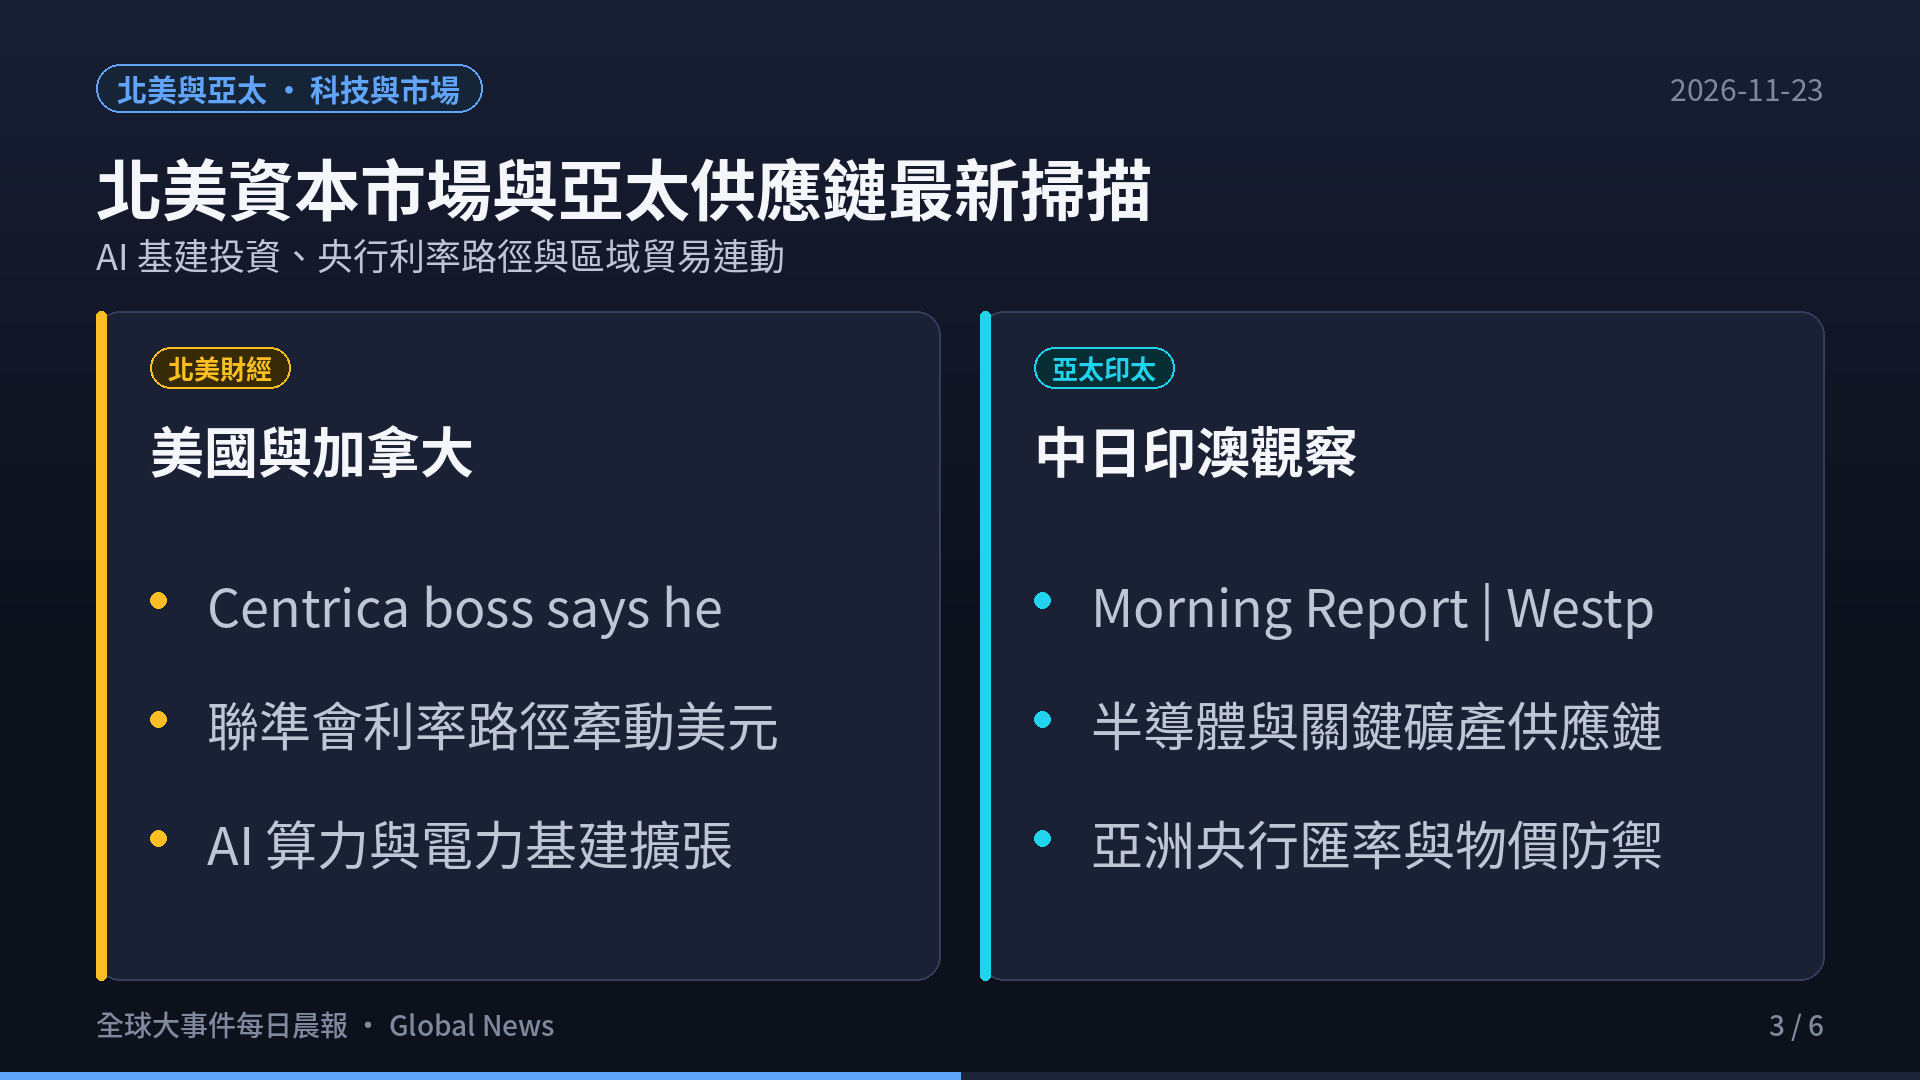 北美與亞太 · 科技與市場
2026-11-23
北美資本市場與亞太供應鏈最新掃描
AI 基建投資、央行利率路徑與區域貿易連動
北美財經
美國與加拿大
Centrica boss says he
聯準會利率路徑牽動美元
AI 算力與電力基建擴張
亞太印太
中日印澳觀察
Morning Report | Westp
半導體與關鍵礦產供應鏈
亞洲央行匯率與物價防禦
全球大事件每日晨報 · Global News
3 / 6